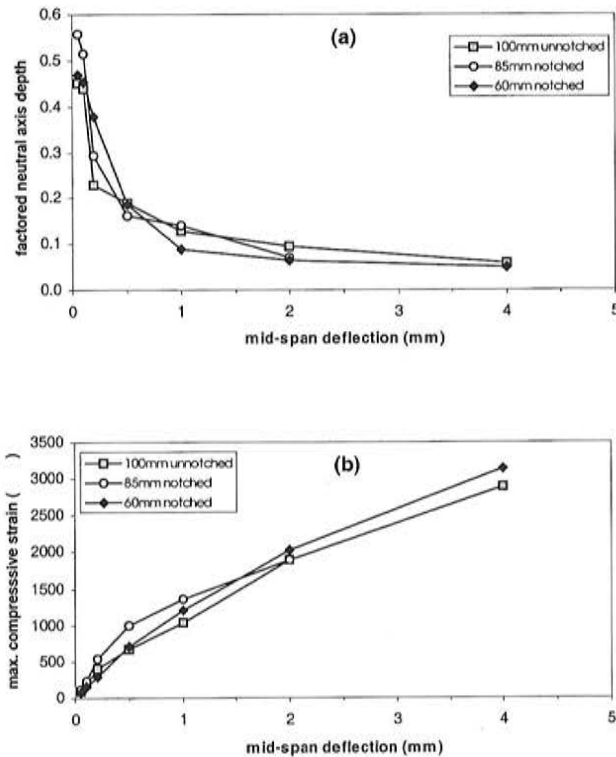 (a)
100mm unnotched
85mm notched
60mm notched
factored neutral axis depth
0.6
0.5
0.4
0.3
0.2
0.1
0.0
0 1 2 3 4 5
mid-span deflection (mm)
(b)
100mm unnotched
85mm notched
60mm notched
max. compresssive strain ( )
3500
3000
2500
2000
1500
1000
500
0
0 1 2 3 4 5
mid-span deflection (mm)